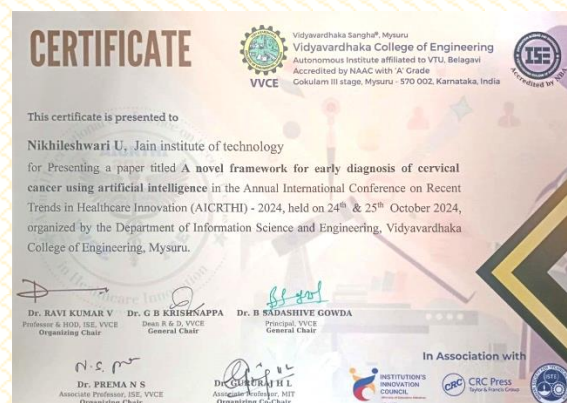 CERTIFICATE
VVCE
Vidyavardhaka Sangha®, Mysuru
Vidyavardhaka College of Engineering
Autonomous Institute affiliated to VTU, Belagavi
Accredited by NAAC with 'A' Grade
Gokulam III stage, Mysuru - 570 002, Karnataka, India
ISE
Accredited by NBA
This certificate is presented to
Nikhileshwari U, Jain institute of technology
for Presenting a paper titled A novel framework for early diagnosis of cervical
cancer using artificial intelligence in the Annual International Conference on Recent
Trends in Healthcare Innovation (AICRTHI) - 2024, held on 24th & 25th October 2024,
organized by the Department of Information Science and Engineering, Vidyavardhaka
College of Engineering, Mysuru.
Dr. RAVI KUMAR V
Professor & HOD, ISE, VVCE
Organizing Chair
Dr. G B KRISHNAPPA
Dean R & D, VVCE
General Chair
Dr. B SADASHIVE GOWDA
Principal, VVCE
General Chair
N.S.
Dr. PREMA N S
Associate Professor, ISE, VVCE
Organizing Chair
Dr. GURURAJ H L
Associate Professor, MIT
Organizing Co-Chair
In Association with
INSTITUTION'S
INNOVATION
COUNCIL
CRC
CRC Press
Taylor & Francis Group